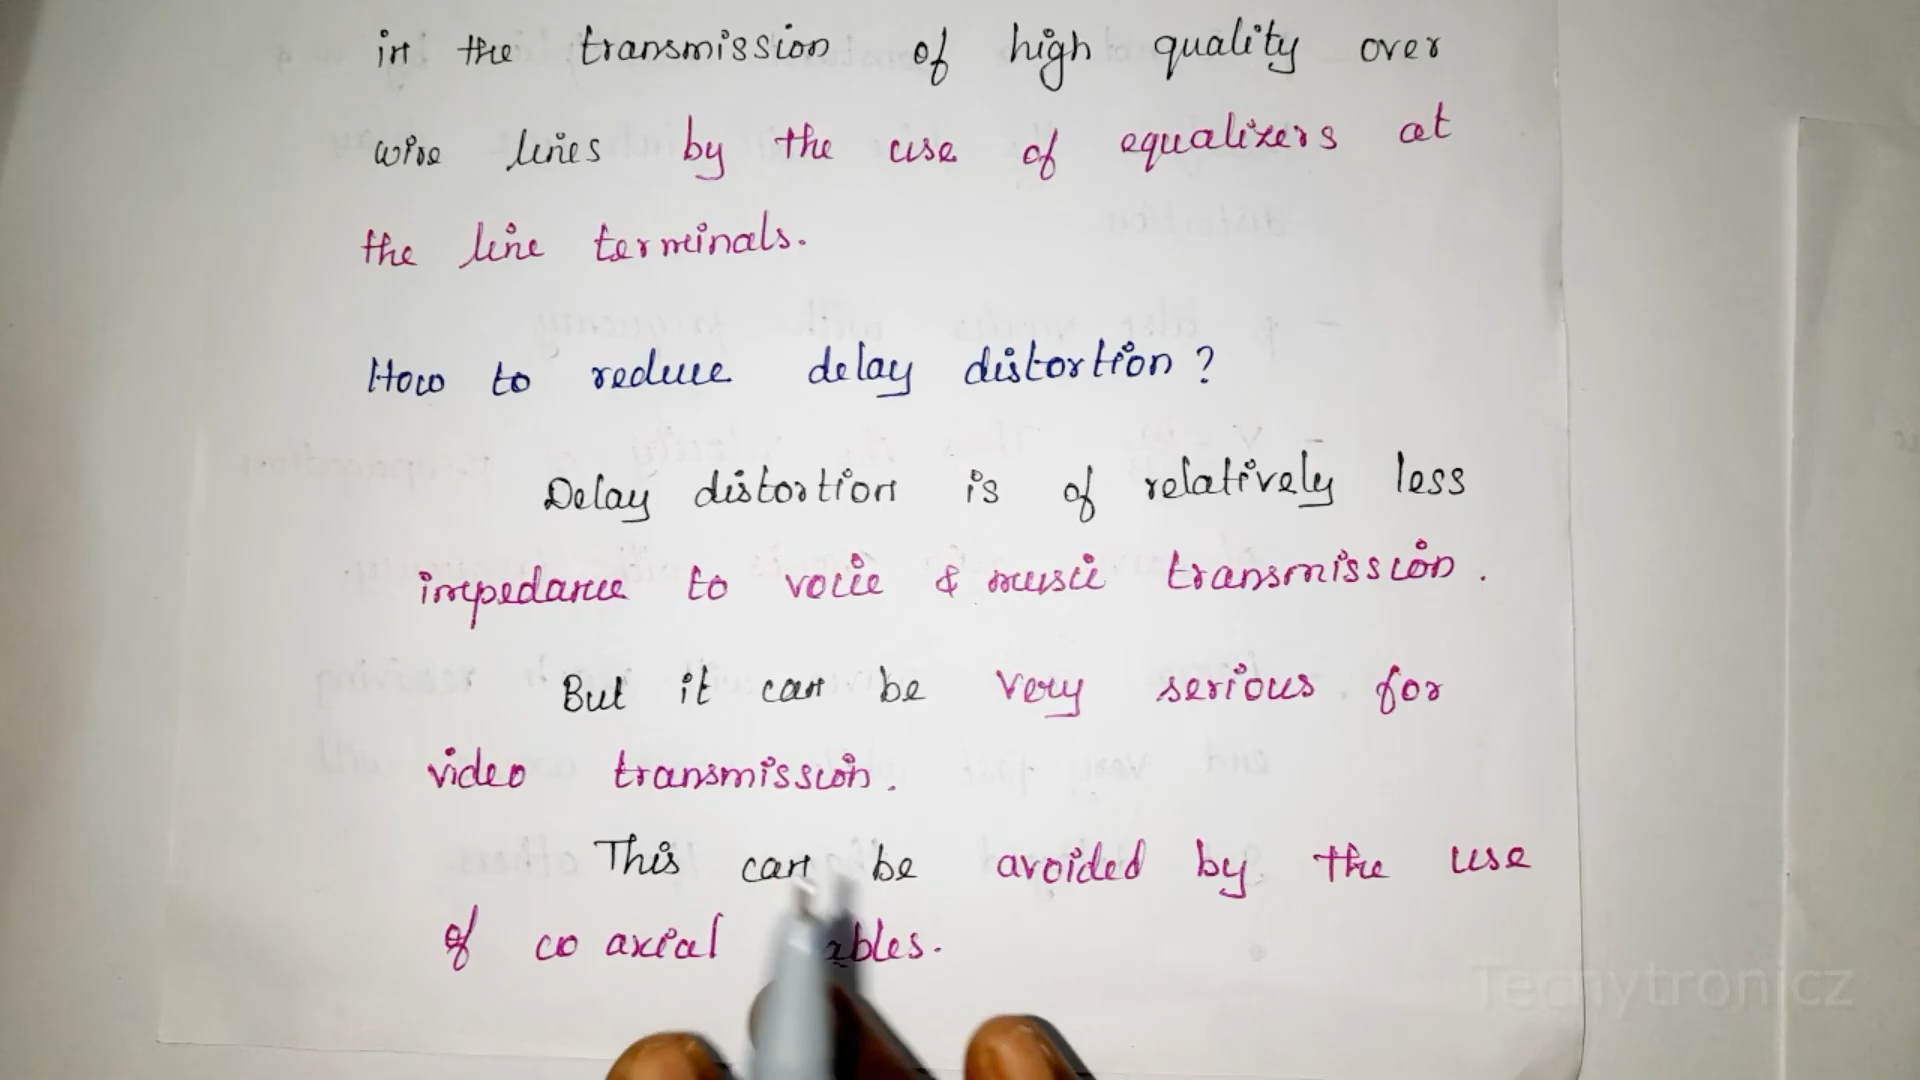 in the transmission of high quality over
wire lines by the use of equalizers at
the line terminals.
How to reduce delay distortion?
Delay distortion is of relatively less
impedance to voice & music transmission.
But it can be very serious for
video transmission.
This can be avoided by the use
of co axial ables.
Tecnytronicz